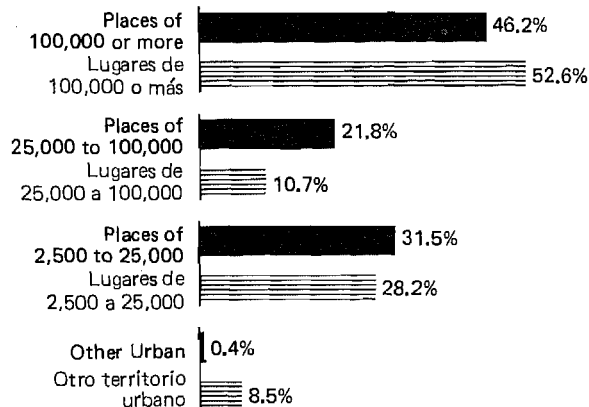 Places of
100,000 or more
46.2%
Lugares de
100,000 o más
52.6%
Places of
25,000 to 100,000
21.8%
Lugares de
25,000 a 100,000
10.7%
Places of
2,500 to 25,000
31.5%
Lugares de
2,500 a 25,000
28.2%
Other Urban
0.4%
Otro territorio
urbano
8.5%